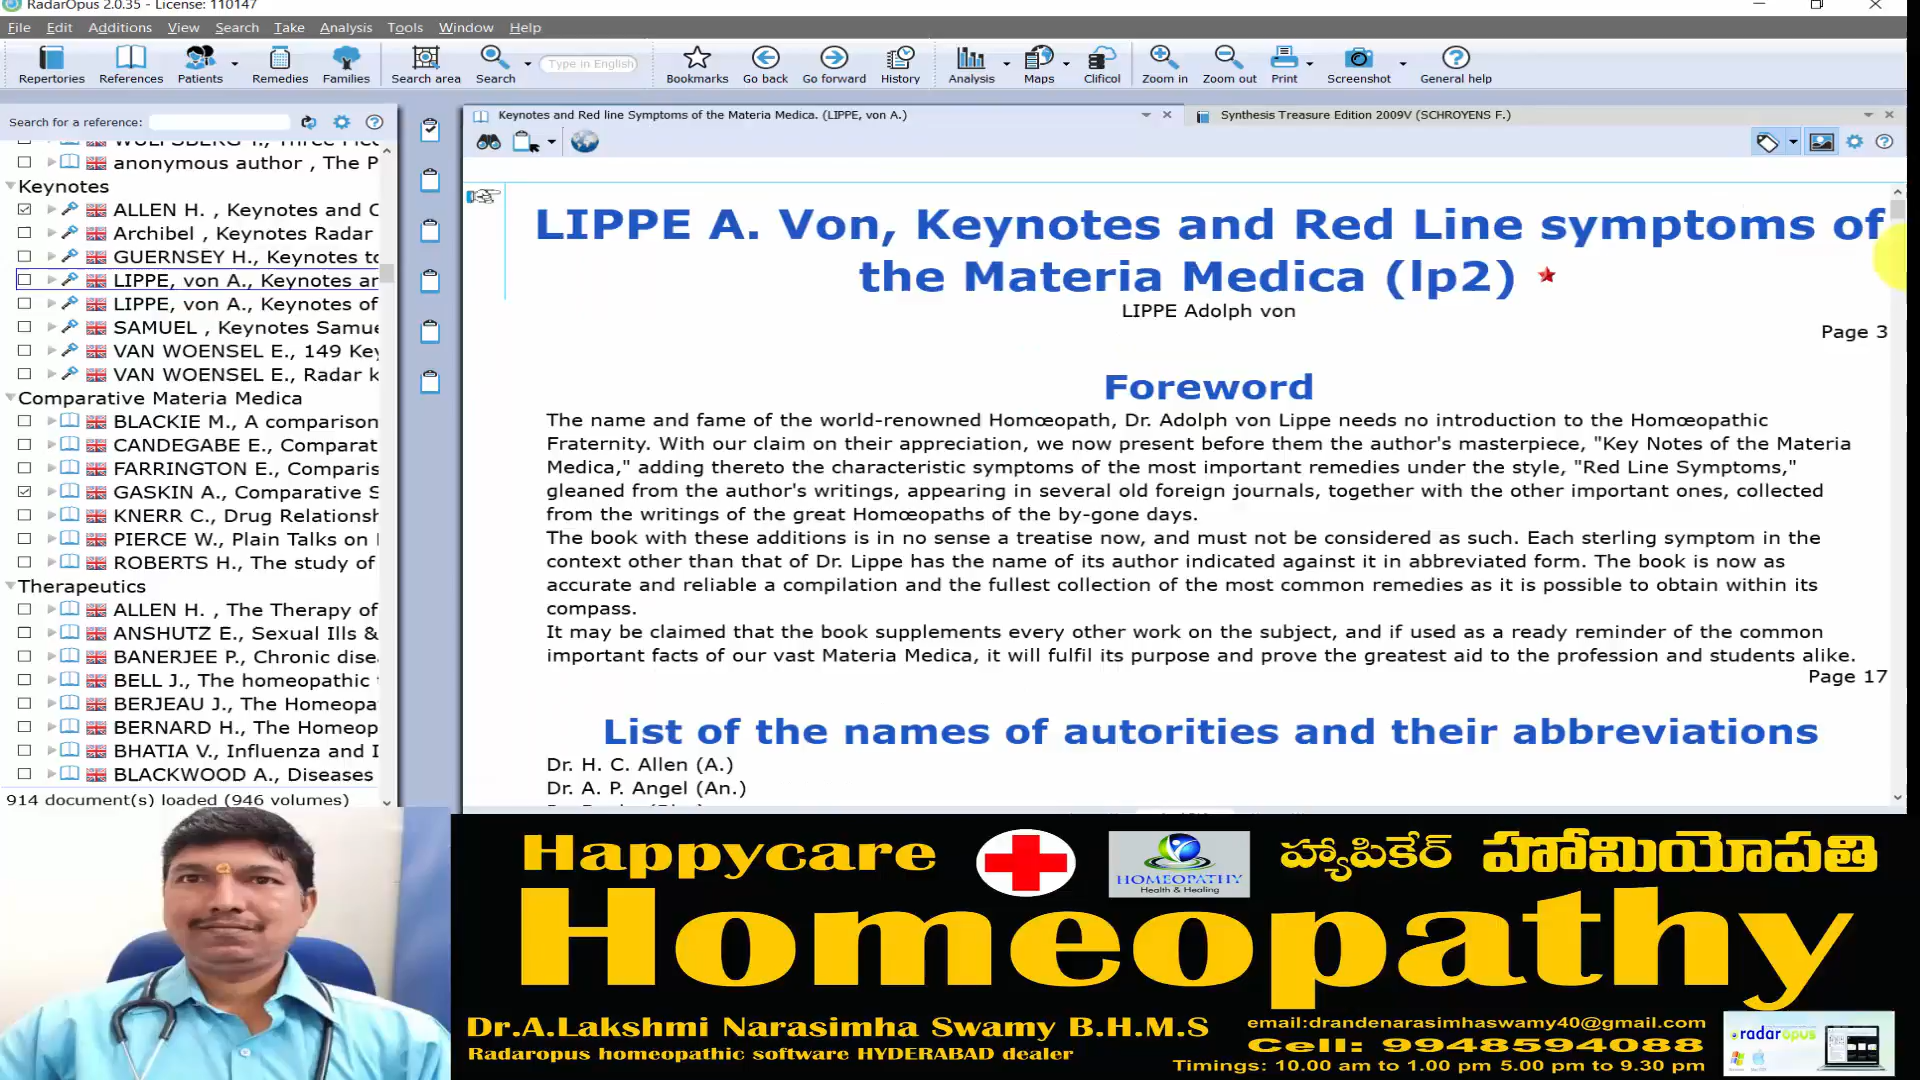 RadarOpus 2.0.35 - License: 110147
File Edit Additions View Search Take Analysis Tools Window Help
Repertories References Patients Remedies Families Search area Search Type in English Bookmarks Go back Go forward History Analysis Maps Clificol Zoom in Zoom out Print Screenshot General help
Search for a reference:
Keynotes and Red line Symptoms of the Materia Medica. (LIPPE, von A.)
Synthesis Treasure Edition 2009V (SCHROYENS F.)
anonymous author , The P
Keynotes
ALLEN H. , Keynotes and C
Archibel , Keynotes Radar
GUERNSEY H., Keynotes to
LIPPE, von A., Keynotes ar
LIPPE, von A., Keynotes of
SAMUEL , Keynotes Samue
VAN WOENSEL E., 149 Key
VAN WOENSEL E., Radar k
Comparative Materia Medica
BLACKIE M., A comparison
CANDEGABE E., Comparat
FARRINGTON E., Comparis
GASKIN A., Comparative S
KNERR C., Drug Relationsh
PIERCE W., Plain Talks on
ROBERTS H., The study of
Therapeutics
ALLEN H. , The Therapy of
ANSHUTZ E., Sexual Ills &
BANERJEE P., Chronic dise
BELL J., The homeopathic
BERJEAU J., The Homeopa
BERNARD H., The Homeop
BHATIA V., Influenza and I
BLACKWOOD A., Diseases
914 document(s) loaded (946 volumes)
LIPPE A. Von, Keynotes and Red Line symptoms of
the Materia Medica (lp2)
LIPPE Adolph von
Page 3
Foreword
The name and fame of the world-renowned Homœopath, Dr. Adolph von Lippe needs no introduction to the Homœopathic
Fraternity. With our claim on their appreciation, we now present before them the author's masterpiece, "Key Notes of the Materia
Medica," adding thereto the characteristic symptoms of the most important remedies under the style, "Red Line Symptoms,"
gleaned from the author's writings, appearing in several old foreign journals, together with the other important ones, collected
from the writings of the great Homœopaths of the by-gone days.
The book with these additions is in no sense a treatise now, and must not be considered as such. Each sterling symptom in the
context other than that of Dr. Lippe has the name of its author indicated against it in abbreviated form. The book is now as
accurate and reliable a compilation and the fullest collection of the most common remedies as it is possible to obtain within its
compass.
It may be claimed that the book supplements every other work on the subject, and if used as a ready reminder of the common
important facts of our vast Materia Medica, it will fulfil its purpose and prove the greatest aid to the profession and students alike.
Page 17
List of the names of autorities and their abbreviations
Dr. H. C. Allen (A.)
Dr. A. P. Angel (An.)
Happycare
HOMEOPATHY
Health & Healing
హ్యాపికేర్ హోమియోపతి
Homeopathy
Dr.A.Lakshmi Narasimha Swamy B.H.M.S
Radaropus homeopathic software HYDERABAD dealer
email:drandenarasimhaswamy40@gmail.com
Cell: 9948594088
Timings: 10.00 am to 1.00 pm 5.00 pm to 9.30 pm
radaropus